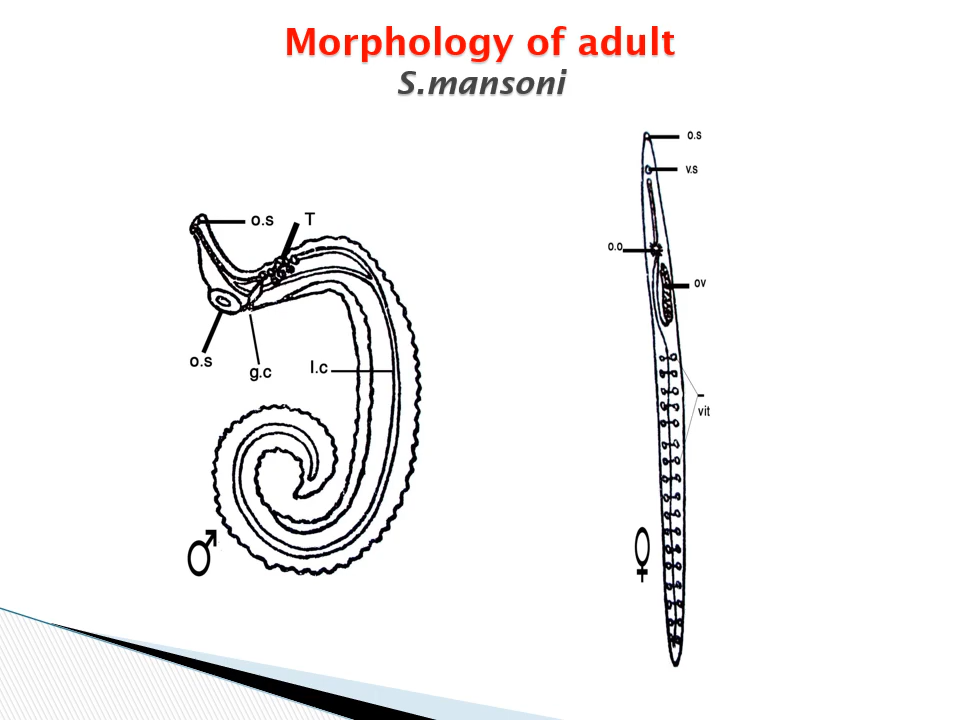 Morphology of adult
S.mansoni
o.s
T
o.s
g.c
l.c
o.s
v.s
o.o
ov
vit